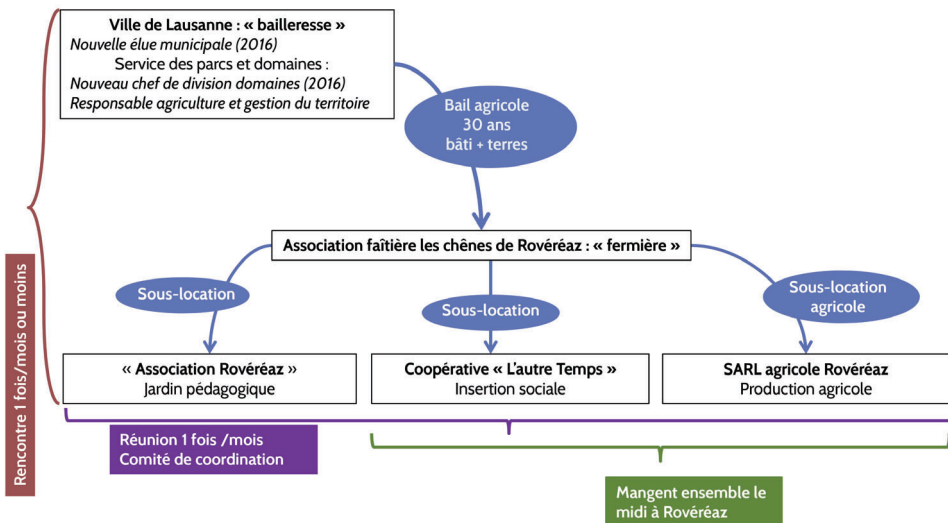 Ville de Lausanne : « bailleresse »
Nouvelle élue municipale (2016)
Service des parcs et domaines :
Nouveau chef de division domaines (2016)
Responsable agriculture et gestion du territoire
Bail agricole
30 ans
bâti + terres
Association faîtière les chênes de Rovéréaz : « fermière »
Sous-location
Sous-location
Sous-location
agricole
« Association Rovéréaz »
Jardin pédagogique
Coopérative « L'autre Temps »
Insertion sociale
SARL agricole Rovéréaz
Production agricole
Rencontre 1 fois/mois ou moins
Réunion 1 fois /mois
Comité de coordination
Mangent ensemble le
midi à Rovéréaz